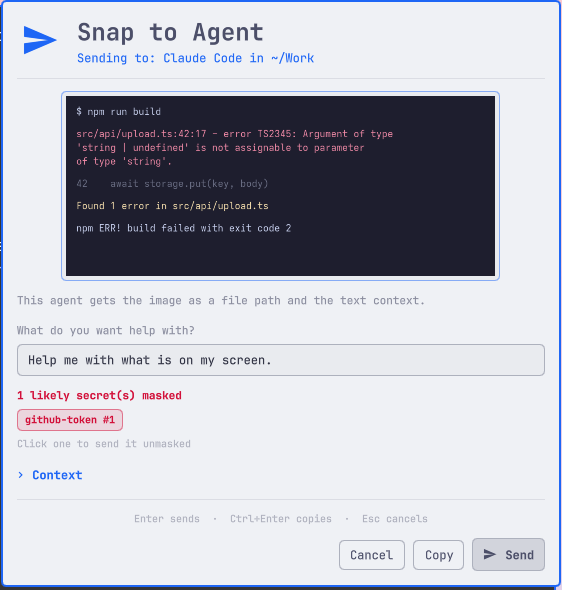 Snap to Agent
Sending to: Claude Code in ~/Work
$ npm run build
src/api/upload.ts:42:17 - error TS2345: Argument of type
'string | undefined' is not assignable to parameter
of type 'string'.
42    await storage.put(key, body)
Found 1 error in src/api/upload.ts
npm ERR! build failed with exit code 2
This agent gets the image as a file path and the text context.
What do you want help with?
Help me with what is on my screen.
1 likely secret(s) masked
github-token #1
Click one to send it unmasked
› Context
Enter sends · Ctrl+Enter copies · Esc cancels
Cancel Copy Send